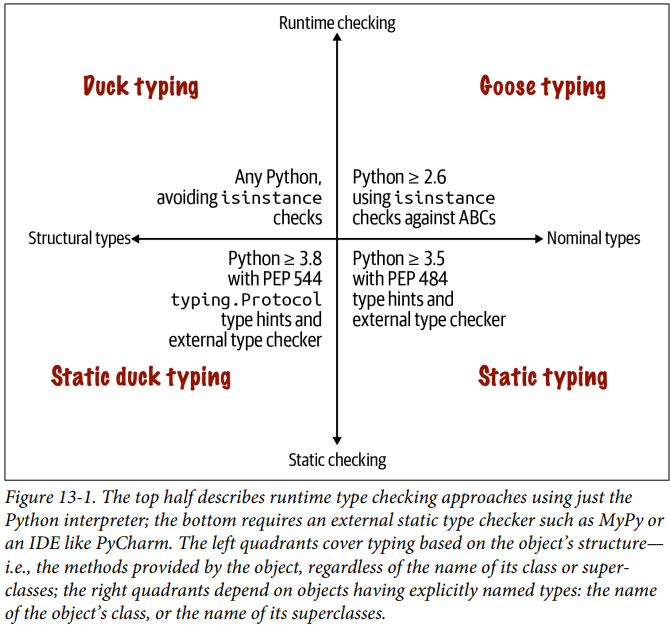 Runtime checking
Duck typing
Goose typing
Any Python,
avoiding isinstance
checks
Python ≥ 2.6
using isinstance
checks against ABCs
Structural types
Nominal types
Python ≥ 3.8
with PEP 544
typing.Protocol
type hints and
external type checker
Python ≥ 3.5
with PEP 484
type hints and
external type checker
Static duck typing
Static typing
Static checking
Figure 13-1. The top half describes runtime type checking approaches using just the
Python interpreter; the bottom requires an external static type checker such as MyPy or
an IDE like PyCharm. The left quadrants cover typing based on the object’s structure—
i.e., the methods provided by the object, regardless of the name of its class or super-
classes; the right quadrants depend on objects having explicitly named types: the name
of the object’s class, or the name of its superclasses.